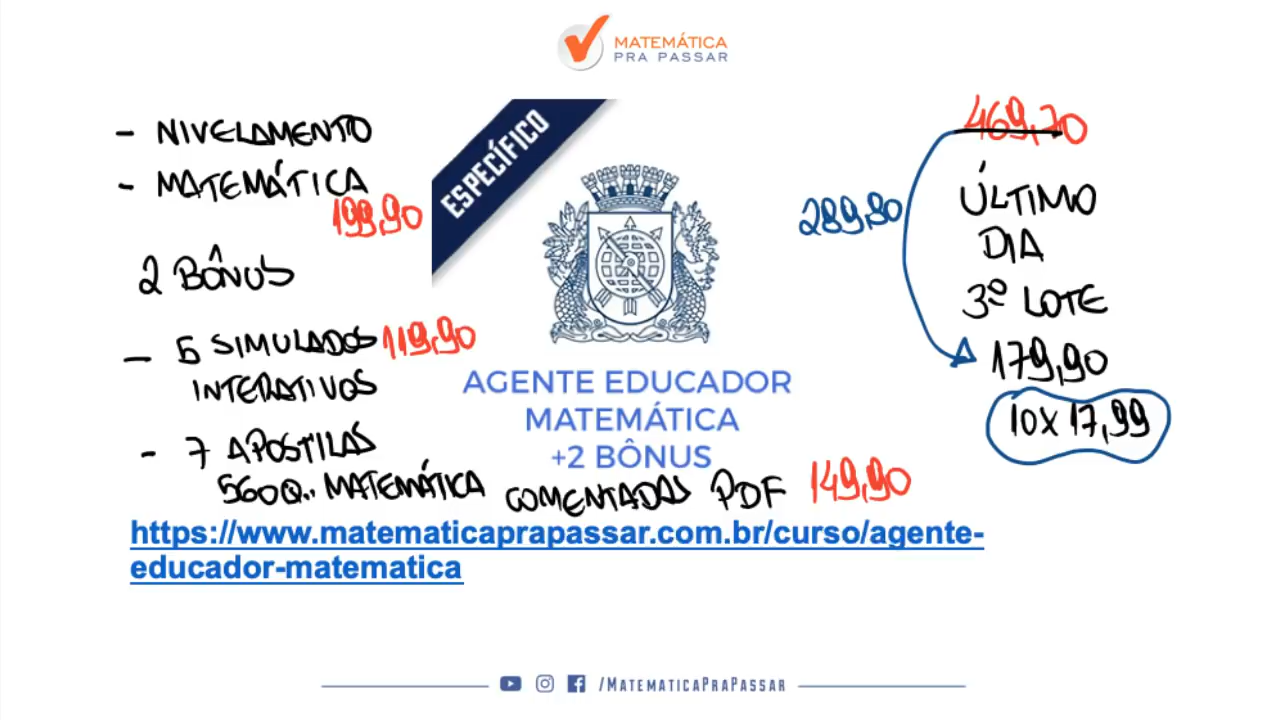 MATEMÁTICA
PRA PASSAR
- NIVELAMENTO
- MATEMÁTICA
199,90
2 BÔNUS
- 5 SIMULADOS 119,90
INTERATIVOS
- 7 APOSTILAS
560Q.. MATEMÁTICA COMENTADAS PDF 149,90
ESPECÍFICO
AGENTE EDUCADOR
MATEMÁTICA
+2 BÔNUS
469,70
289,80
ÚLTIMO
DIA
3º LOTE
179,90
10x 17,99
https://www.matematicaprapassar.com.br/curso/agente-
educador-matematica
/MATEMATICAPRAPASSAR